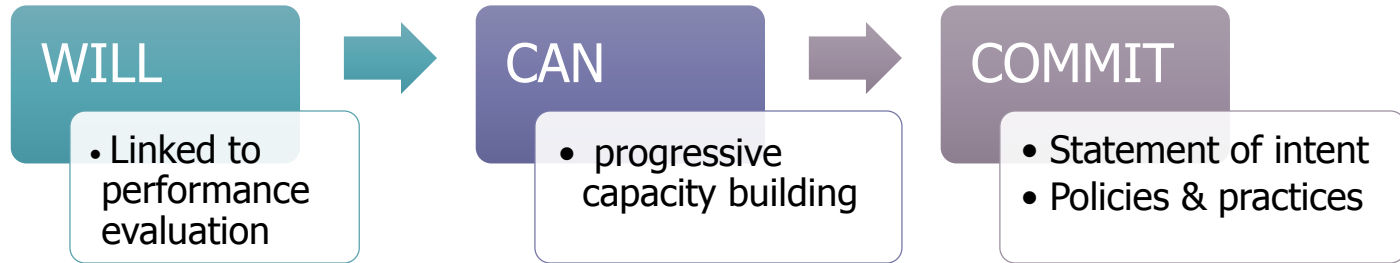 WILL
• Linked to
performance
evaluation
CAN
• progressive
capacity building
COMMIT
• Statement of intent
• Policies & practices